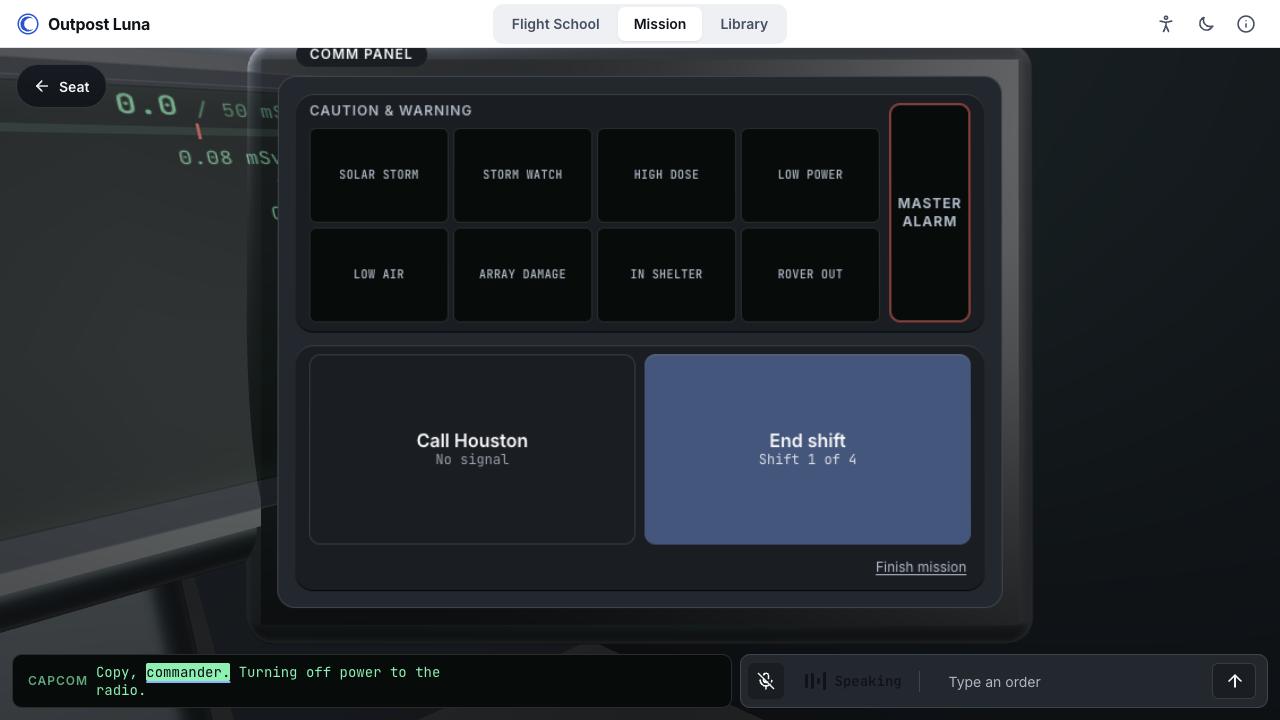 Outpost Luna
Flight School
Mission
Library
Seat
COMM PANEL
0.0 / 50
0.08
CAUTION & WARNING
SOLAR STORM
STORM WATCH
HIGH DOSE
LOW POWER
MASTER
ALARM
LOW AIR
ARRAY DAMAGE
IN SHELTER
ROVER OUT
Call Houston
No signal
End shift
Shift 1 of 4
Finish mission
CAPCOM
Copy, commander. Turning off power to the
radio.
Speaking
Type an order